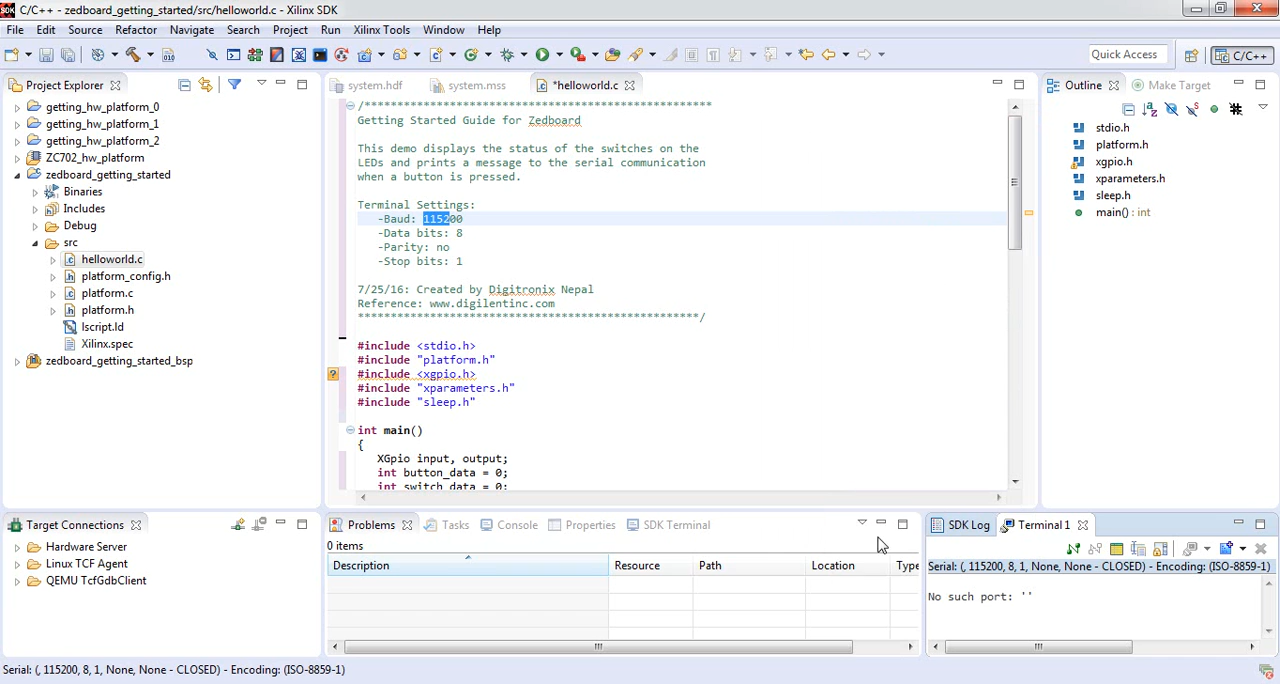 SDK C/C++ - zedboard_getting_started/src/helloworld.c - Xilinx SDK
File Edit Source Refactor Navigate Search Project Run Xilinx Tools Window Help
Quick Access C/C++
Project Explorer
getting_hw_platform_0
getting_hw_platform_1
getting_hw_platform_2
ZC702_hw_platform
zedboard_getting_started
Binaries
Includes
Debug
src
helloworld.c
platform_config.h
platform.c
platform.h
lscript.ld
Xilinx.spec
zedboard_getting_started_bsp
system.hdf system.mss *helloworld.c
/****************************************************
Getting Started Guide for Zedboard
This demo displays the status of the switches on the
LEDs and prints a message to the serial communication
when a button is pressed.
Terminal Settings:
-Baud: 115200
-Data bits: 8
-Parity: no
-Stop bits: 1
7/25/16: Created by Digitronix Nepal
Reference: www.digilentinc.com
****************************************************/
#include <stdio.h>
#include "platform.h"
#include <xgpio.h>
#include "xparameters.h"
#include "sleep.h"
int main()
{
XGpio input, output;
int button_data = 0;
int switch_data = 0;
Outline Make Target
stdio.h
platform.h
xgpio.h
xparameters.h
sleep.h
main() : int
Target Connections
Hardware Server
Linux TCF Agent
QEMU TcfGdbClient
Problems Tasks Console Properties SDK Terminal
0 items
Description Resource Path Location Type
SDK Log Terminal 1
Serial: (, 115200, 8, 1, None, None - CLOSED) - Encoding: (ISO-8859-1)
No such port: ''
Serial: (, 115200, 8, 1, None, None - CLOSED) - Encoding: (ISO-8859-1)